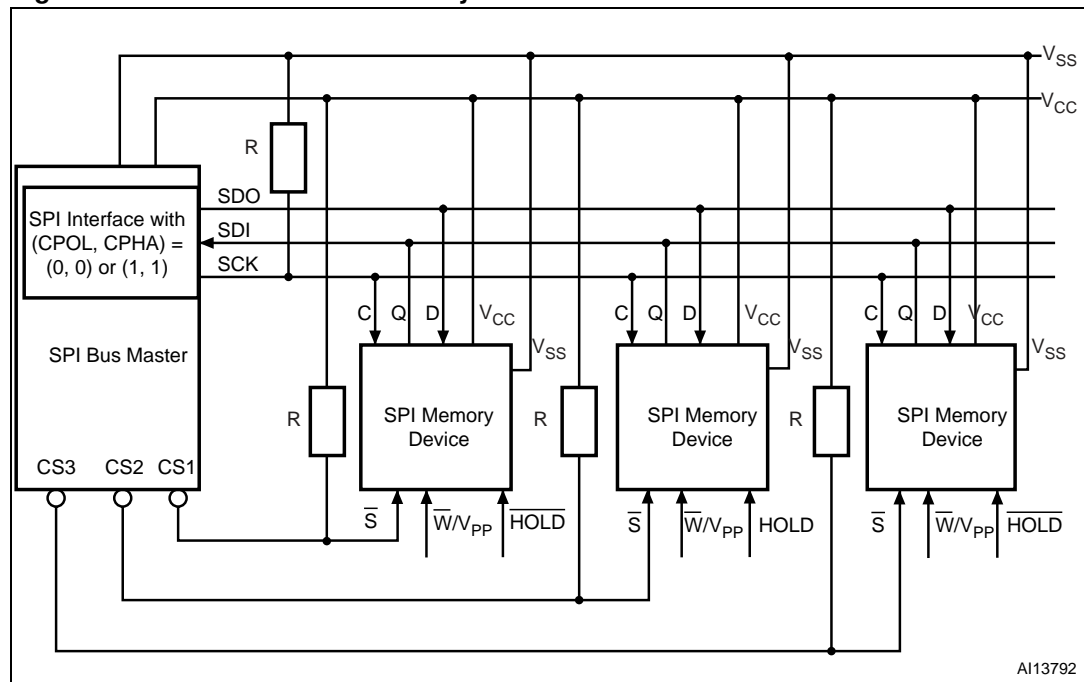 VSS
VCC
R
SDO
SPI Interface with
(CPOL, CPHA) =
(0, 0) or (1, 1)
SDI
SCK
C Q D VCC
C Q D VCC
C Q D VCC
VSS
VSS
VSS
SPI Bus Master
R
SPI Memory
Device
R
SPI Memory
Device
R
SPI Memory
Device
CS3 CS2 CS1
S̅ W̅/VPP H̅O̅L̅D̅
S̅ W̅/VPP HOLD
S̅ W̅/VPP H̅O̅L̅D̅
AI13792